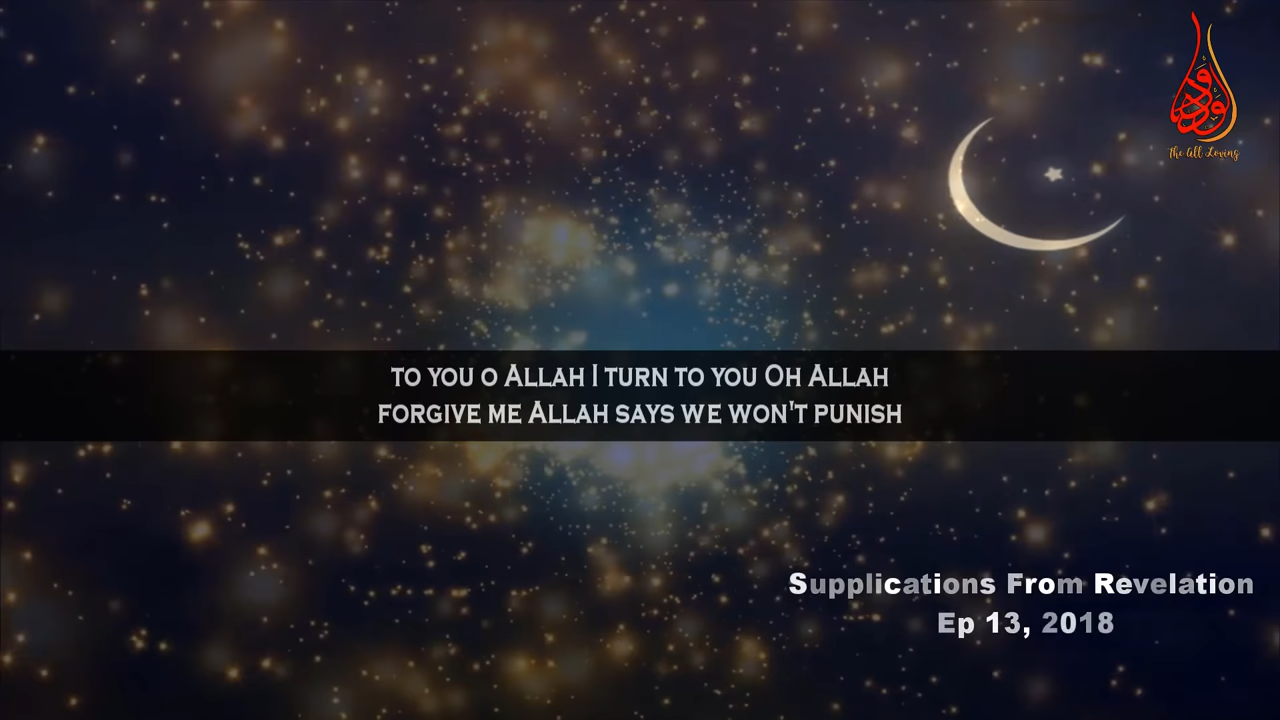 الودود
The All Loving
TO YOU O ALLAH I TURN TO YOU OH ALLAH
FORGIVE ME ALLAH SAYS WE WON'T PUNISH
Supplications From Revelation
Ep 13, 2018